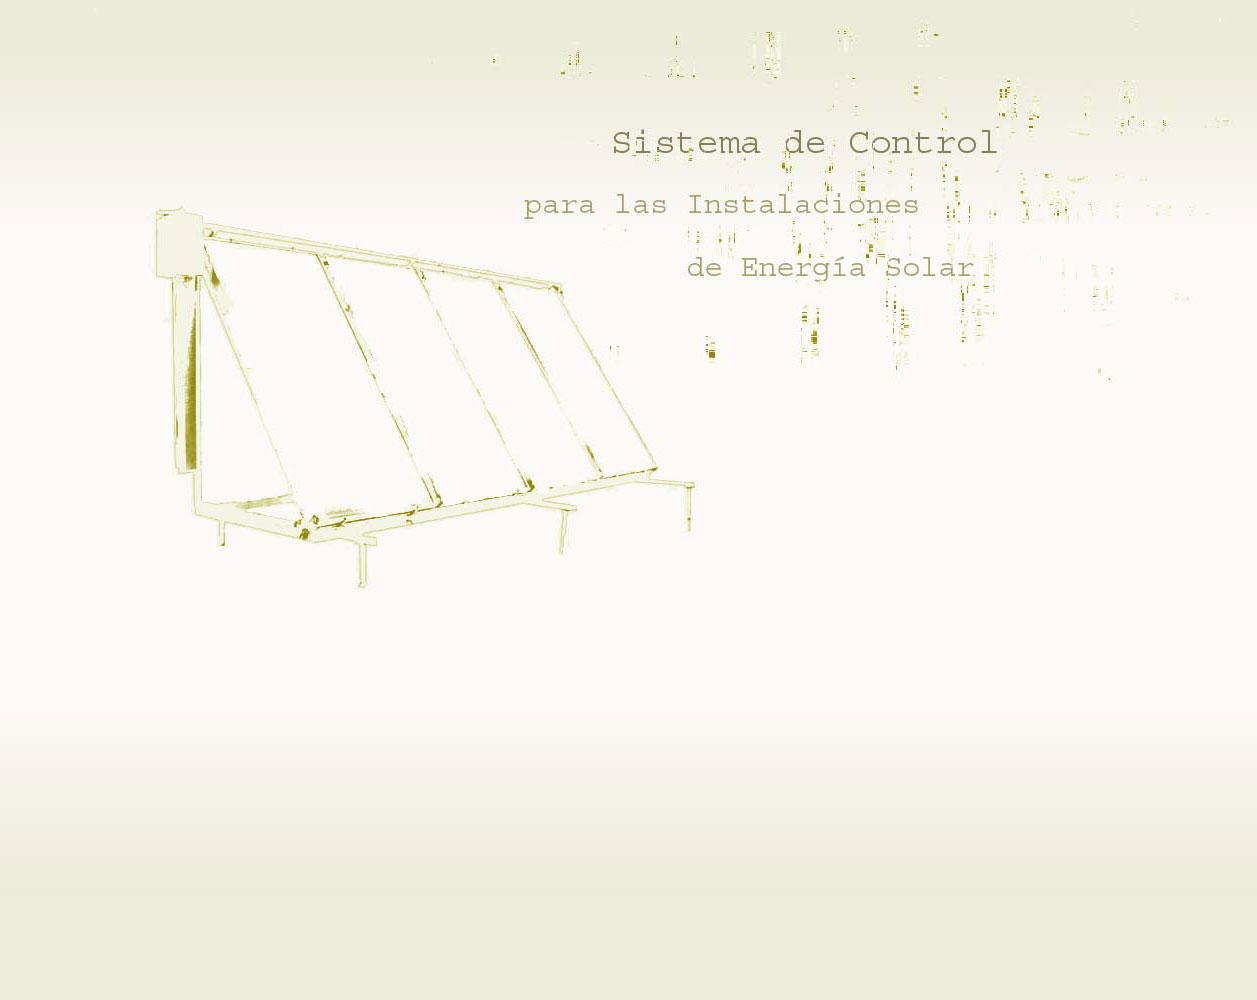 Sistema de Control
para las Instalaciones
de Energía Solar